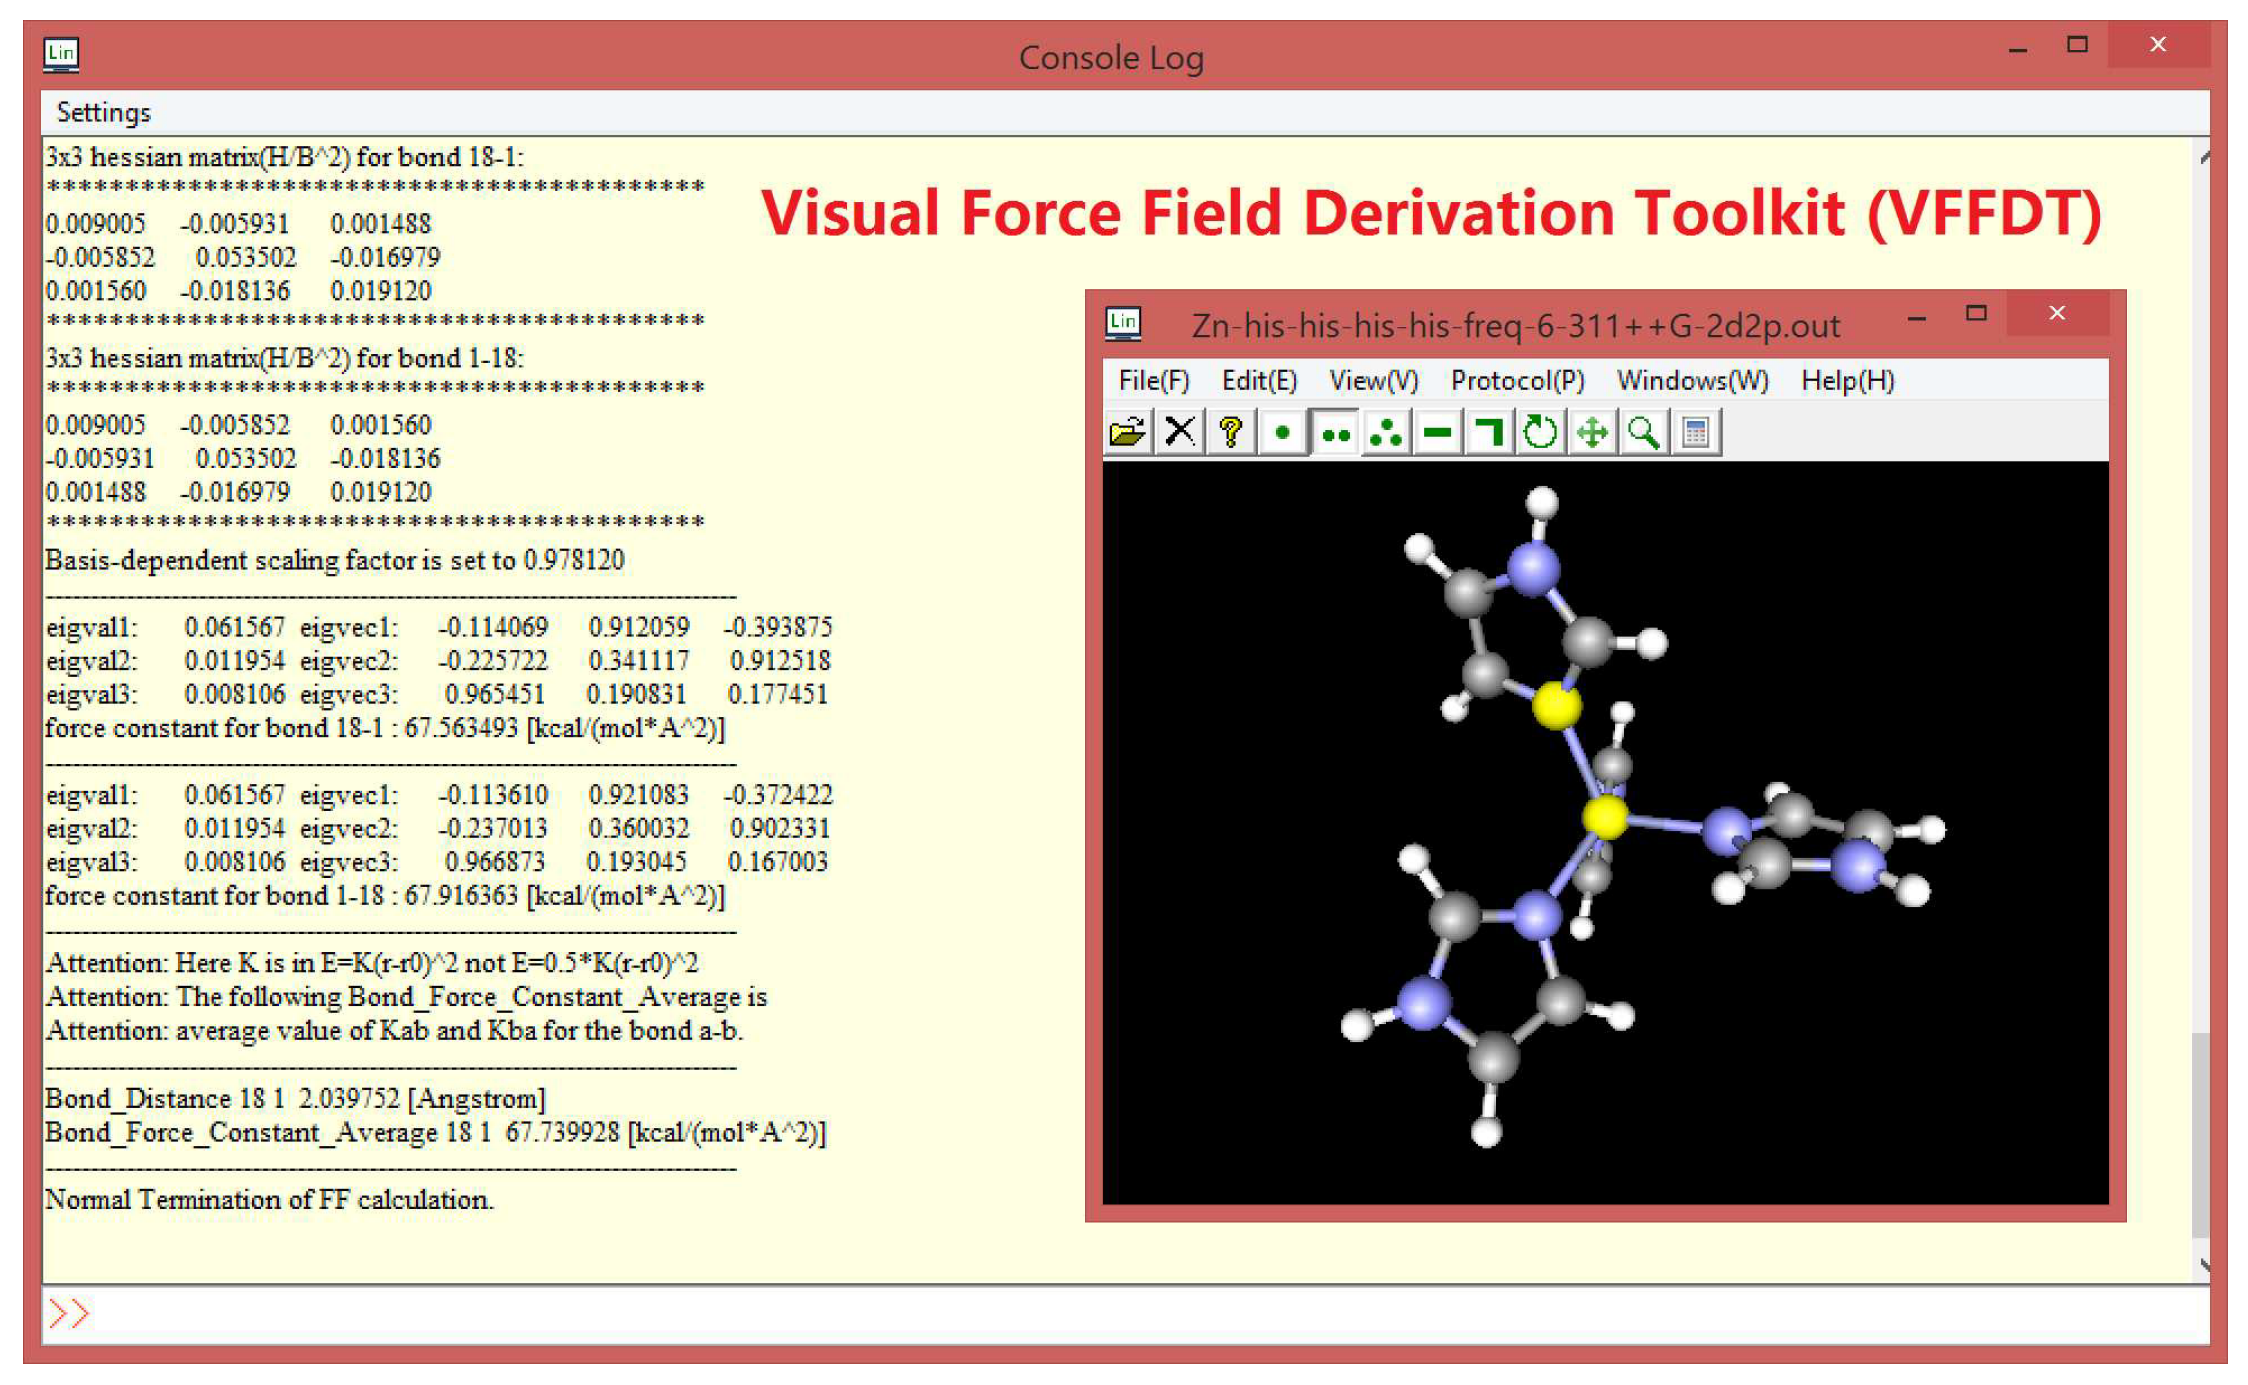 Lin
Console Log
Settings
3x3 hessian matrix(H/B^2) for bond 18-1:
******************************************
0.009005 -0.005931 0.001488
-0.005852 0.053502 -0.016979
0.001560 -0.018136 0.019120
******************************************
3x3 hessian matrix(H/B^2) for bond 1-18:
******************************************
0.009005 -0.005852 0.001560
-0.005931 0.053502 -0.018136
0.001488 -0.016979 0.019120
******************************************
Basis-dependent scaling factor is set to 0.978120
eigval1: 0.061567 eigvec1: -0.114069 0.912059 -0.393875
eigval2: 0.011954 eigvec2: -0.225722 0.341117 0.912518
eigval3: 0.008106 eigvec3: 0.965451 0.190831 0.177451
force constant for bond 18-1 : 67.563493 [kcal/(mol*A^2)]
eigval1: 0.061567 eigvec1: -0.113610 0.921083 -0.372422
eigval2: 0.011954 eigvec2: -0.237013 0.360032 0.902331
eigval3: 0.008106 eigvec3: 0.966873 0.193045 0.167003
force constant for bond 1-18 : 67.916363 [kcal/(mol*A^2)]
Attention: Here K is in E=K(r-r0)^2 not E=0.5*K(r-r0)^2
Attention: The following Bond_Force_Constant_Average is
Attention: average value of Kab and Kba for the bond a-b.
Bond_Distance 18 1 2.039752 [Angstrom]
Bond_Force_Constant_Average 18 1 67.739928 [kcal/(mol*A^2)]
Normal Termination of FF calculation.
>>
Visual Force Field Derivation Toolkit (VFFDT)
Lin
Zn-his-his-his-his-freq-6-311++G-2d2p.out
File(F) Edit(E) View(V) Protocol(P) Windows(W) Help(H)